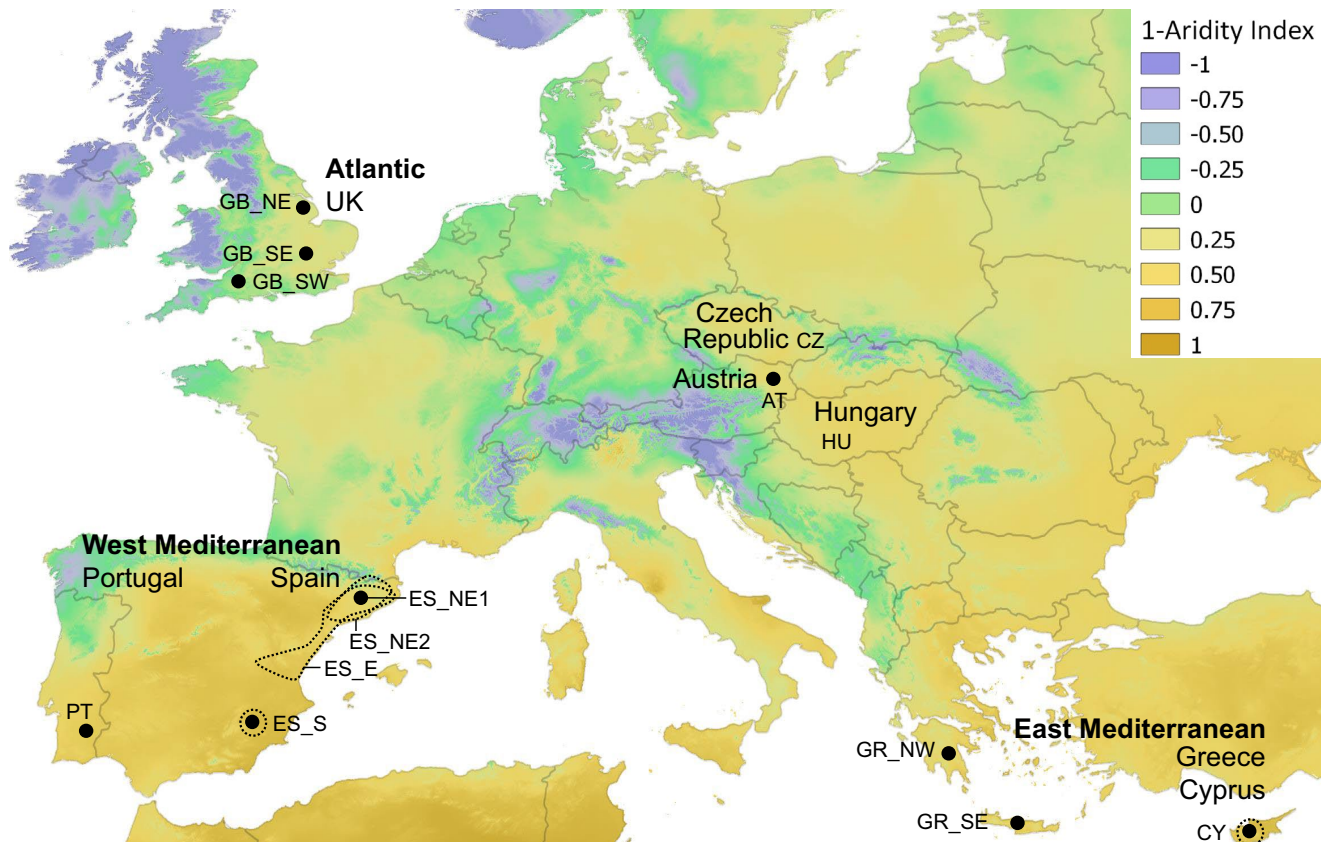 1-Aridity Index
-1
-0.75
-0.50
-0.25
0
0.25
0.50
0.75
1
Atlantic
UK
GB_NE
GB_SE
GB_SW
Czech
Republic CZ
Austria
AT
Hungary
HU
West Mediterranean
Portugal
Spain
ES_NE1
ES_NE2
ES_E
PT
ES_S
East Mediterranean
Greece
Cyprus
GR_NW
GR_SE
CY